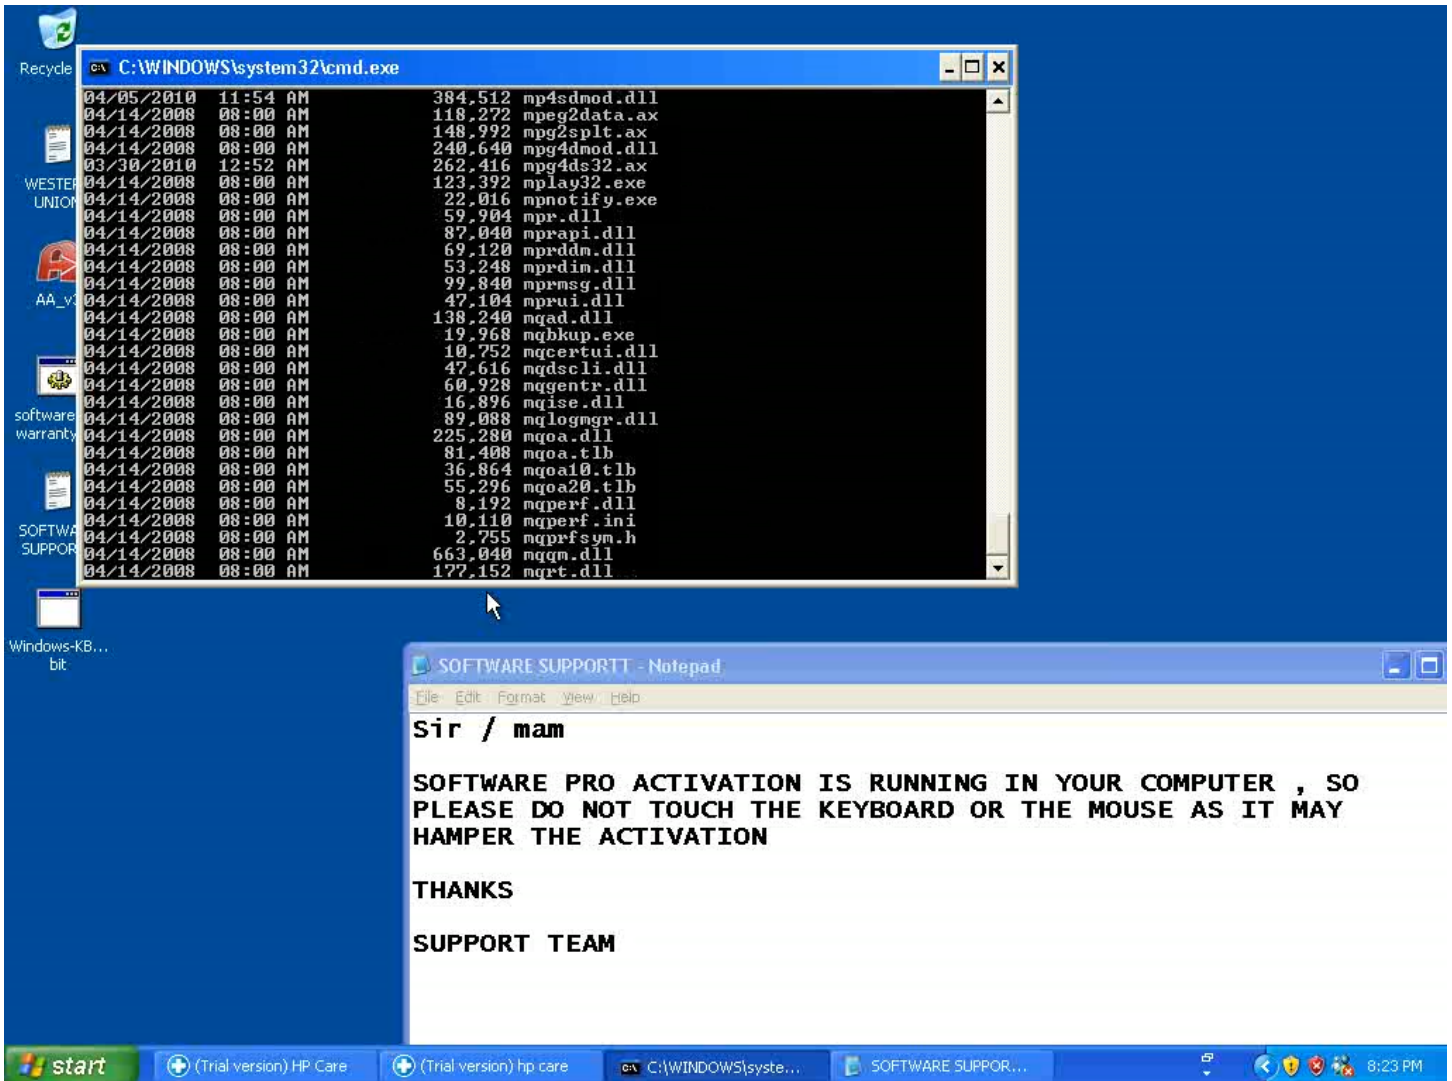 Recycle
C:\WINDOWS\system32\cmd.exe
04/05/2010 11:54 AM 384,512 mp4sdmod.dll
04/14/2008 08:00 AM 118,272 mpeg2data.ax
04/14/2008 08:00 AM 148,992 mpg2splt.ax
04/14/2008 08:00 AM 240,640 mpg4dmod.dll
03/30/2010 12:52 AM 262,416 mpg4ds32.ax
04/14/2008 08:00 AM 123,392 mplay32.exe
04/14/2008 08:00 AM 22,016 mpnotify.exe
04/14/2008 08:00 AM 59,904 mpr.dll
04/14/2008 08:00 AM 87,040 mprapi.dll
04/14/2008 08:00 AM 69,120 mprddm.dll
04/14/2008 08:00 AM 53,248 mprdim.dll
04/14/2008 08:00 AM 99,840 mprmsg.dll
04/14/2008 08:00 AM 47,104 mprui.dll
04/14/2008 08:00 AM 138,240 mqad.dll
04/14/2008 08:00 AM 19,968 mqbkup.exe
04/14/2008 08:00 AM 10,752 mqcertui.dll
04/14/2008 08:00 AM 47,616 mqdscli.dll
04/14/2008 08:00 AM 60,928 mqgentr.dll
04/14/2008 08:00 AM 16,896 mqise.dll
04/14/2008 08:00 AM 89,088 mqlogmgr.dll
04/14/2008 08:00 AM 225,280 mqoa.dll
04/14/2008 08:00 AM 81,408 mqoa.tlb
04/14/2008 08:00 AM 36,864 mqoa10.tlb
04/14/2008 08:00 AM 55,296 mqoa20.tlb
04/14/2008 08:00 AM 8,192 mqperf.dll
04/14/2008 08:00 AM 10,110 mqperf.ini
04/14/2008 08:00 AM 2,755 mqprfsym.h
04/14/2008 08:00 AM 663,040 mqqm.dll
04/14/2008 08:00 AM 177,152 mqrt.dll
WESTER
UNION
AA_v3
software
warranty
SOFTWA
SUPPOR
Windows-KB...
bit
SOFTWARE SUPPORTT - Notepad
File Edit Format View Help
Sir / mam
SOFTWARE PRO ACTIVATION IS RUNNING IN YOUR COMPUTER , SO
PLEASE DO NOT TOUCH THE KEYBOARD OR THE MOUSE AS IT MAY
HAMPER THE ACTIVATION
THANKS
SUPPORT TEAM
start
(Trial version) HP Care
(Trial version) hp care
C:\WINDOWS\syste...
SOFTWARE SUPPOR...
8:23 PM